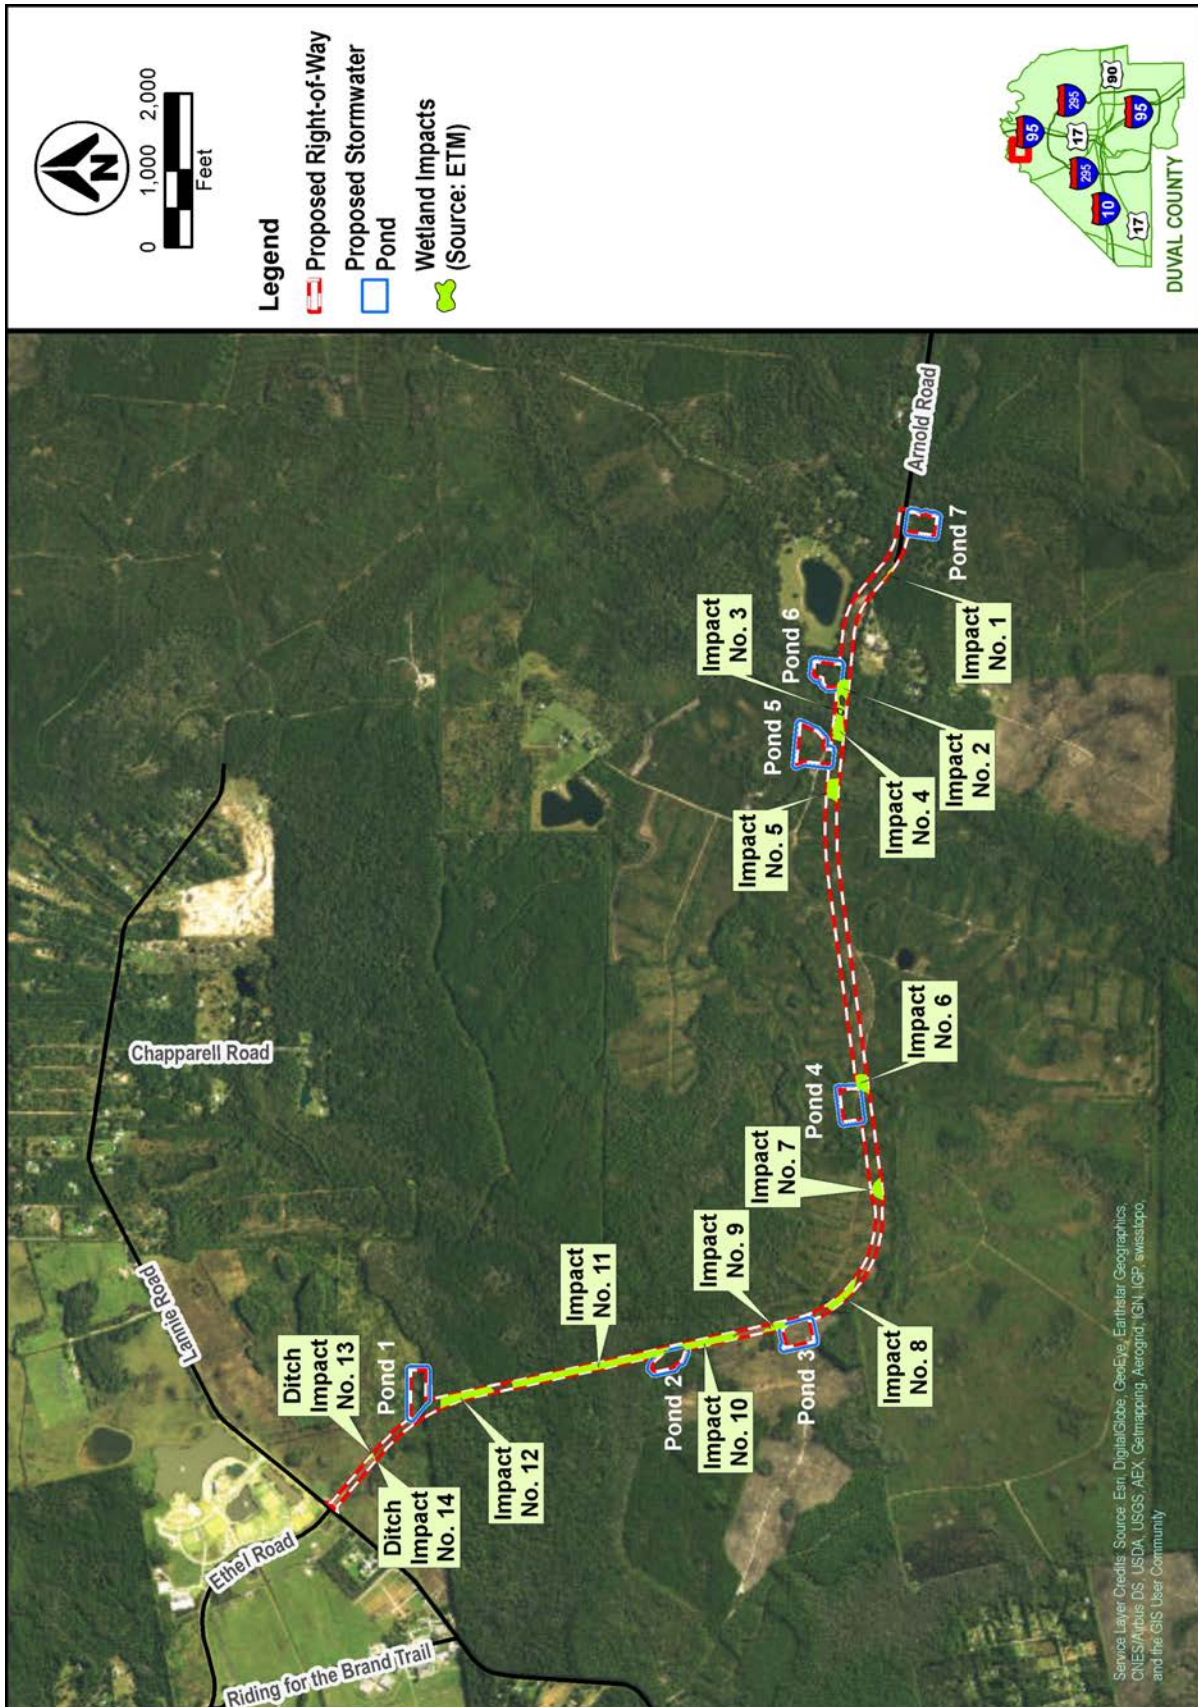 N
0
1,000
2,000
Feet
Legend
Proposed Right-of-Way
Proposed Stormwater
Pond
Wetland Impacts
(Source: ETM)
95
295
17
90
295
10
95
17
DUVAL COUNTY
Riding for the Brand Trail
Ethel Road
Lannie Road
Chapparell Road
Arnold Road
Ditch
Impact
No. 13
Pond 1
Ditch
Impact
No. 14
Impact
No. 12
Impact
No. 11
Pond 2
Impact
No. 10
Impact
No. 9
Pond 3
Impact
No. 8
Impact
No. 7
Pond 4
Impact
No. 6
Impact
No. 5
Pond 5
Impact
No. 4
Impact
No. 3
Pond 6
Impact
No. 2
Impact
No. 1
Pond 7
Service Layer Credits: Source: Esri, DigitalGlobe, GeoEye, Earthstar Geographics,
CNES/Airbus DS, USDA, USGS, AEX, Getmapping, Aerogrid, IGN, IGP, swisstopo,
and the GIS User Community